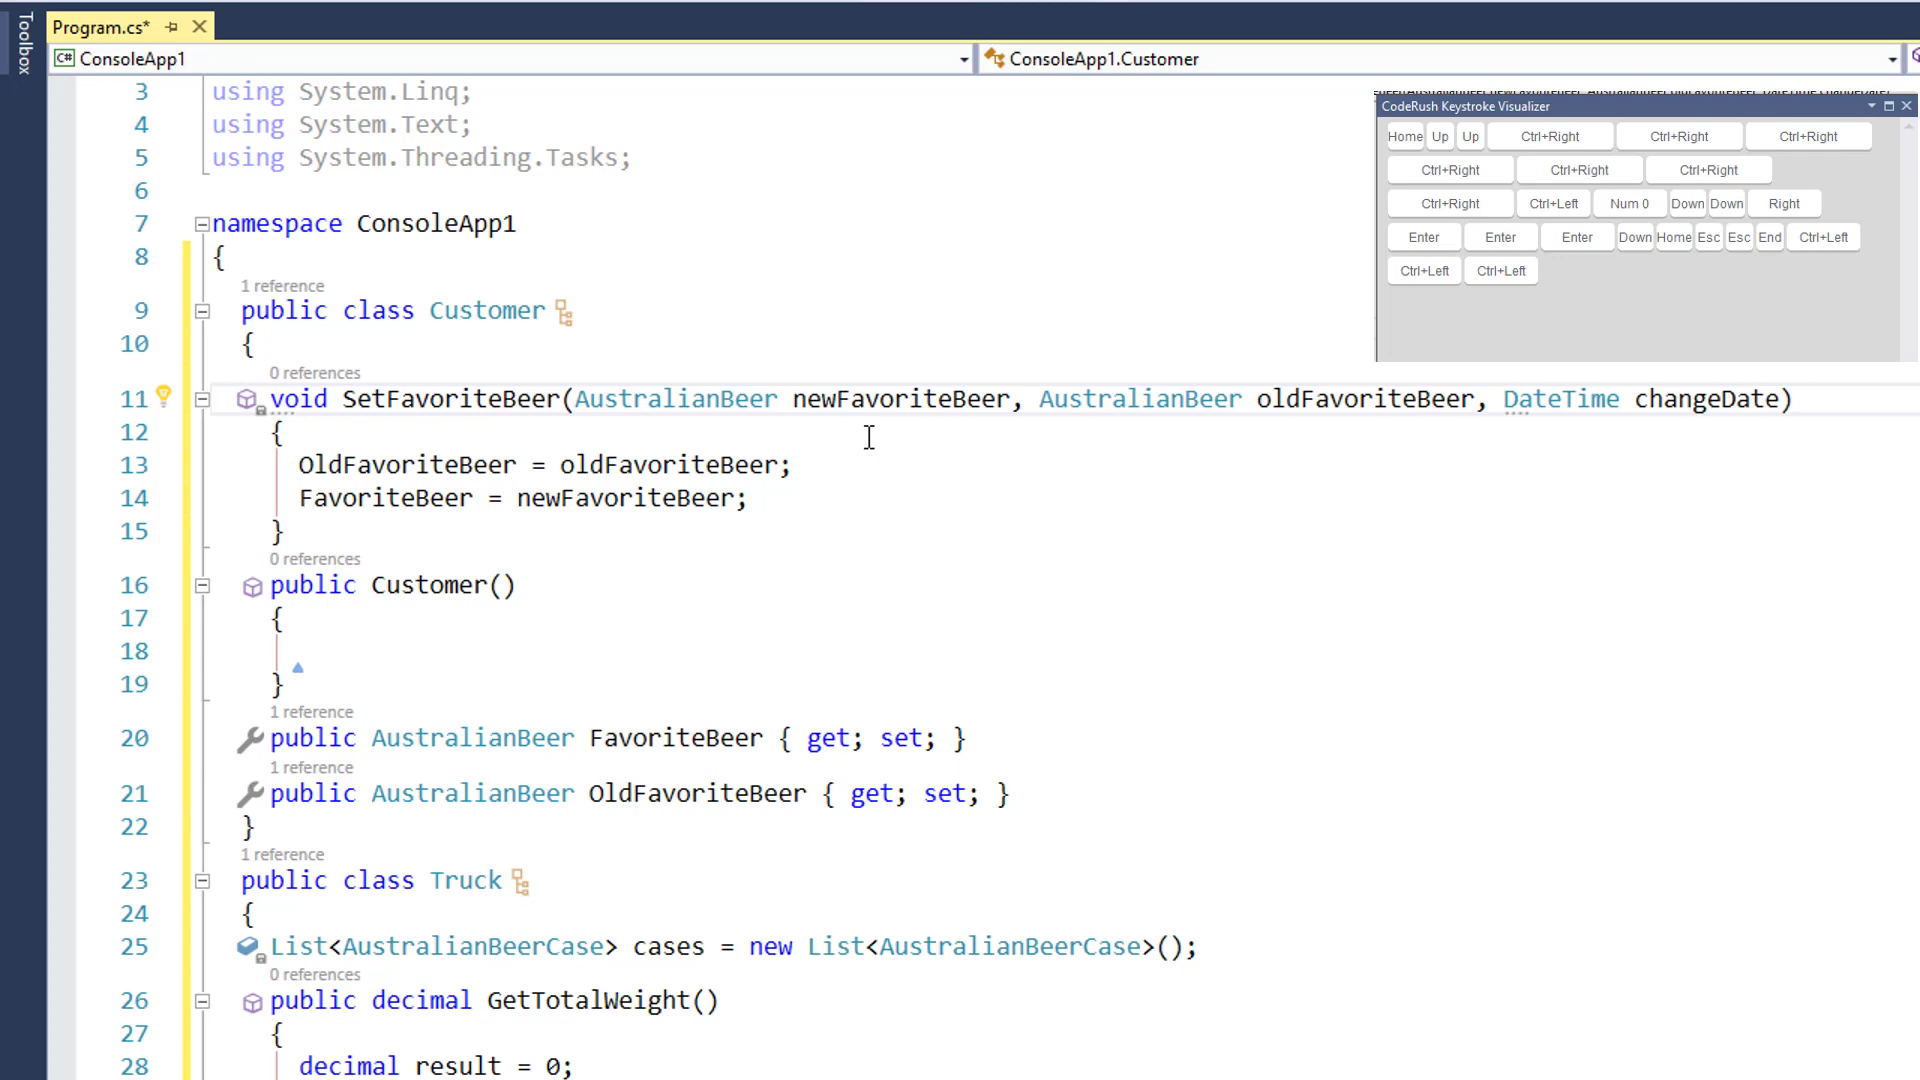 Toolbox
Program.cs*
ConsoleApp1
ConsoleApp1.Customer
CodeRush Keystroke Visualizer
Home Up Up Ctrl+Right Ctrl+Right Ctrl+Right
Ctrl+Right Ctrl+Right Ctrl+Right
Ctrl+Right Ctrl+Left Num 0 Down Down Right
Enter Enter Enter Down Home Esc Esc End Ctrl+Left
Ctrl+Left Ctrl+Left
3 using System.Linq;
4 using System.Text;
5 using System.Threading.Tasks;
6
7 namespace ConsoleApp1
8 {
1 reference
9 public class Customer
10 {
0 references
11 void SetFavoriteBeer(AustralianBeer newFavoriteBeer, AustralianBeer oldFavoriteBeer, DateTime changeDate)
12 {
13 OldFavoriteBeer = oldFavoriteBeer;
14 FavoriteBeer = newFavoriteBeer;
15 }
0 references
16 public Customer()
17 {
18
19 }
1 reference
20 public AustralianBeer FavoriteBeer { get; set; }
1 reference
21 public AustralianBeer OldFavoriteBeer { get; set; }
22 }
1 reference
23 public class Truck
24 {
25 List<AustralianBeerCase> cases = new List<AustralianBeerCase>();
0 references
26 public decimal GetTotalWeight()
27 {
28 decimal result = 0;